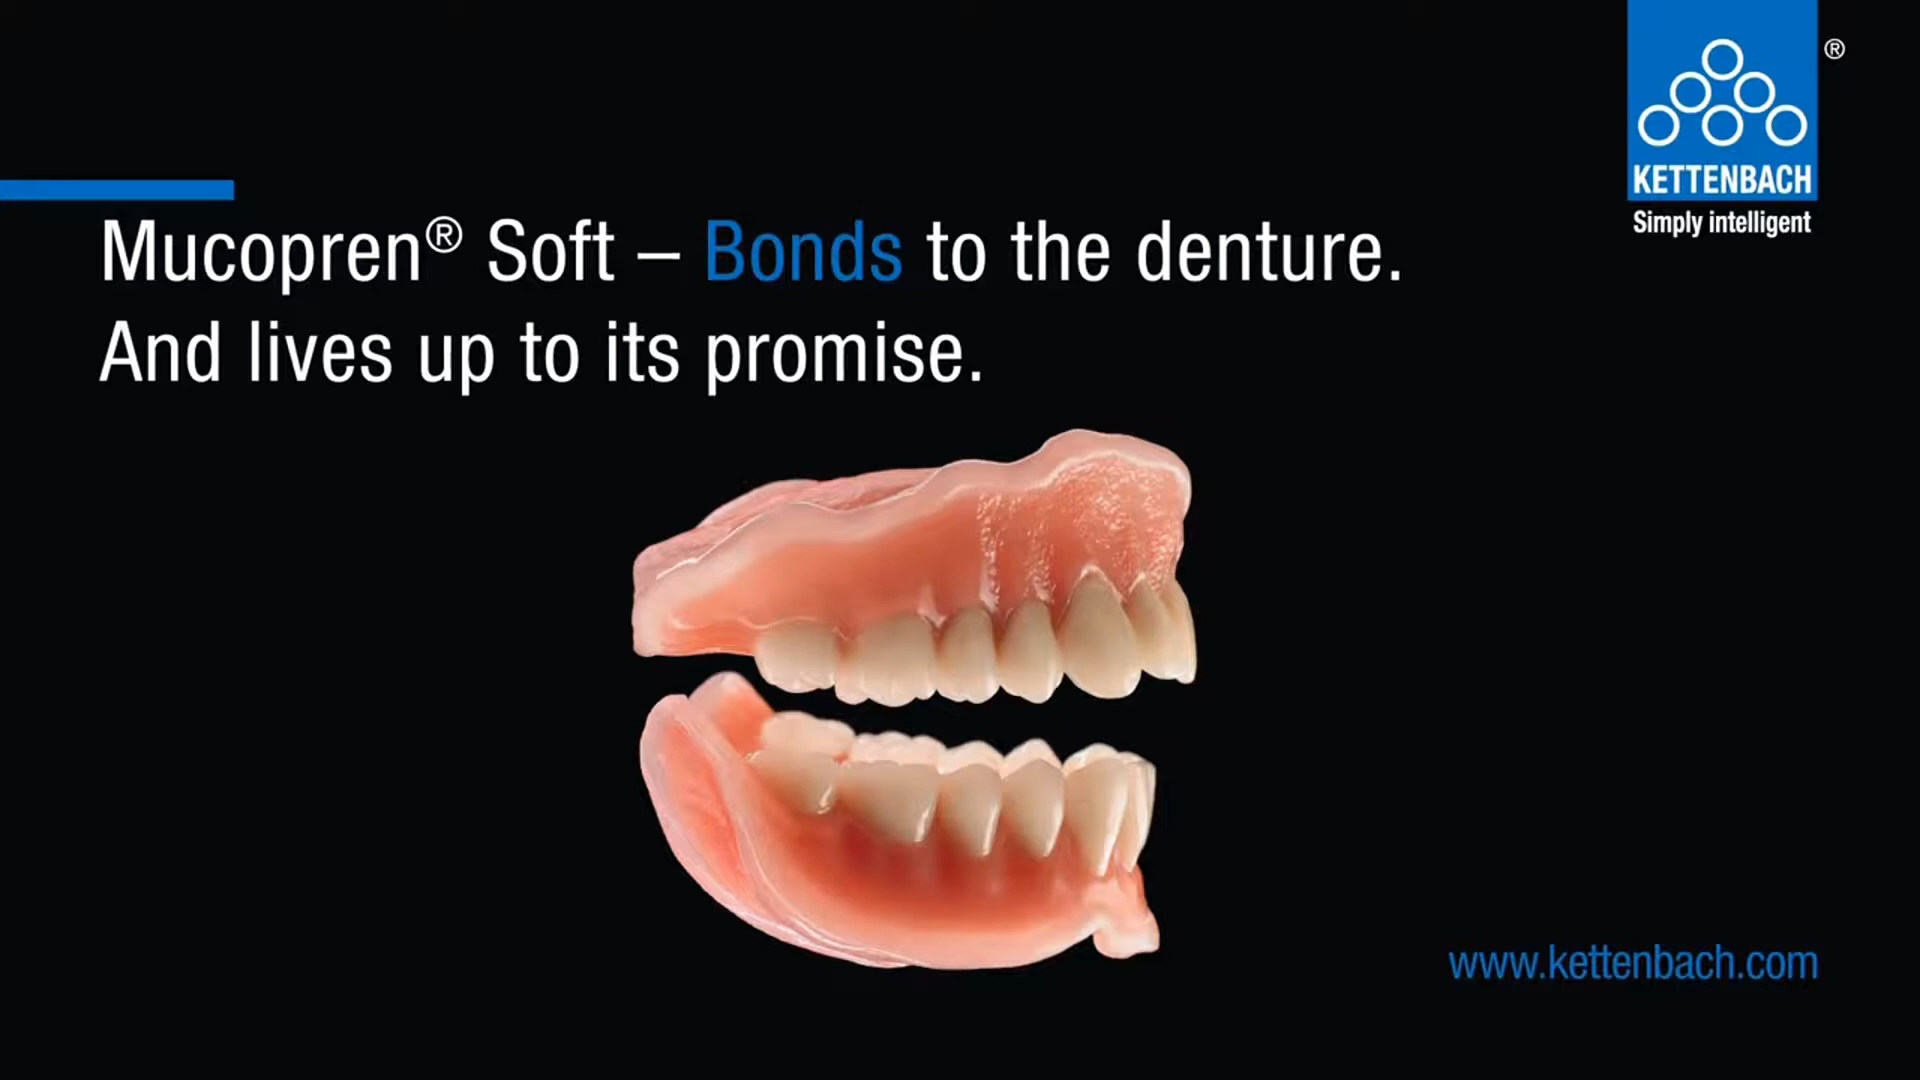 ®
KETTENBACH
Simply intelligent
Mucopren® Soft – Bonds to the denture.
And lives up to its promise.
www.kettenbach.com